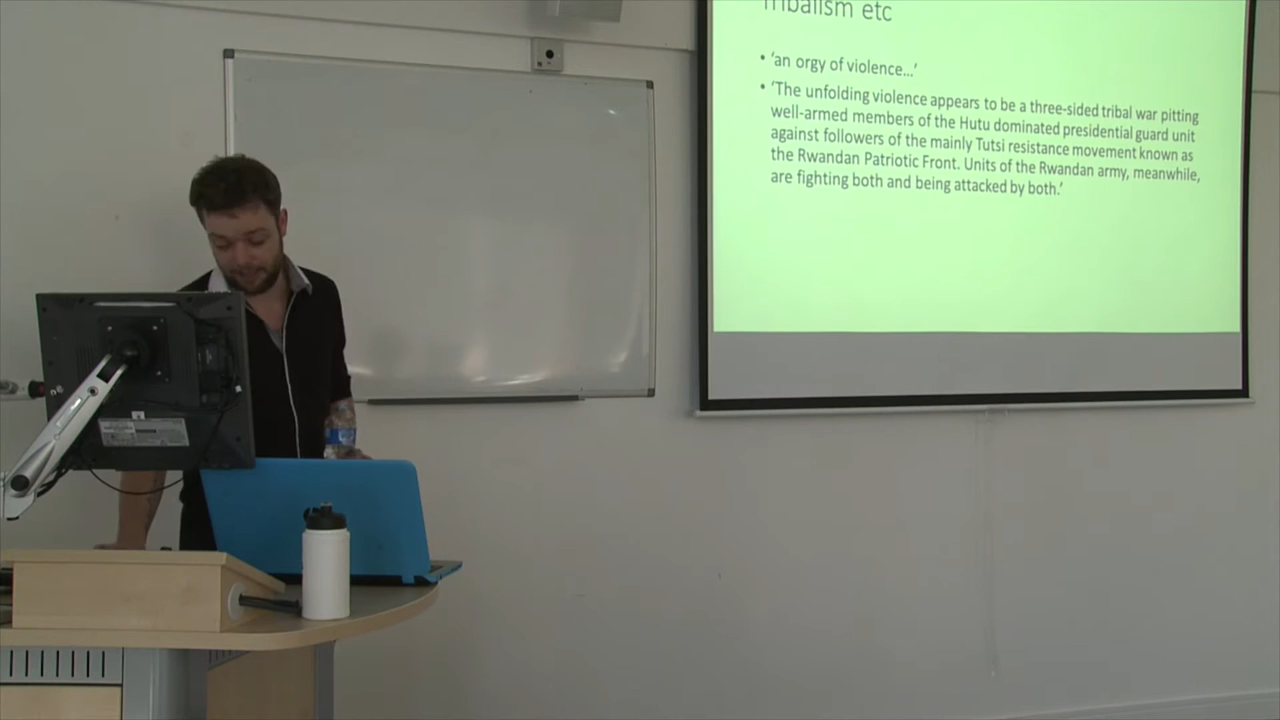 Tribalism etc
• 'an orgy of violence...'
• 'The unfolding violence appears to be a three-sided tribal war pitting
well-armed members of the Hutu dominated presidential guard unit
against followers of the mainly Tutsi resistance movement known as
the Rwandan Patriotic Front. Units of the Rwandan army, meanwhile,
are fighting both and being attacked by both.'